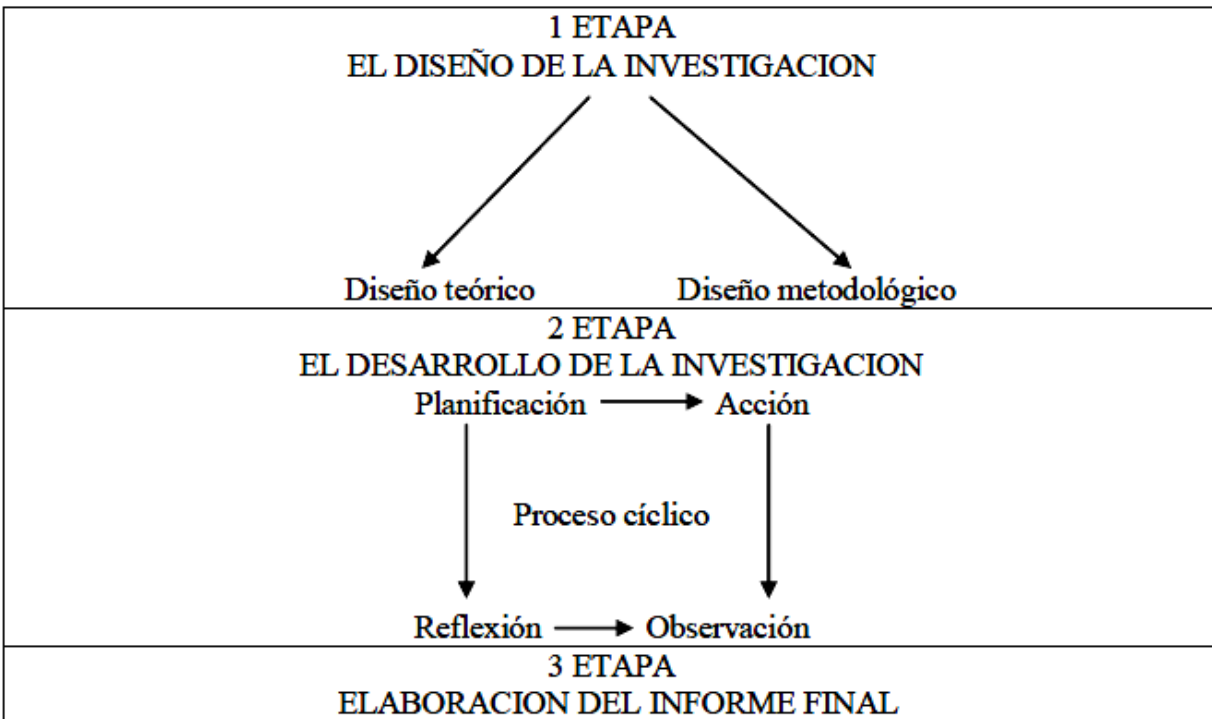 1 ETAPA
EL DISEÑO DE LA INVESTIGACION
Diseño teórico
Diseño metodológico
2 ETAPA
EL DESARROLLO DE LA INVESTIGACION
Planificación
Acción
Proceso cíclico
Reflexión
Observación
3 ETAPA
ELABORACION DEL INFORME FINAL